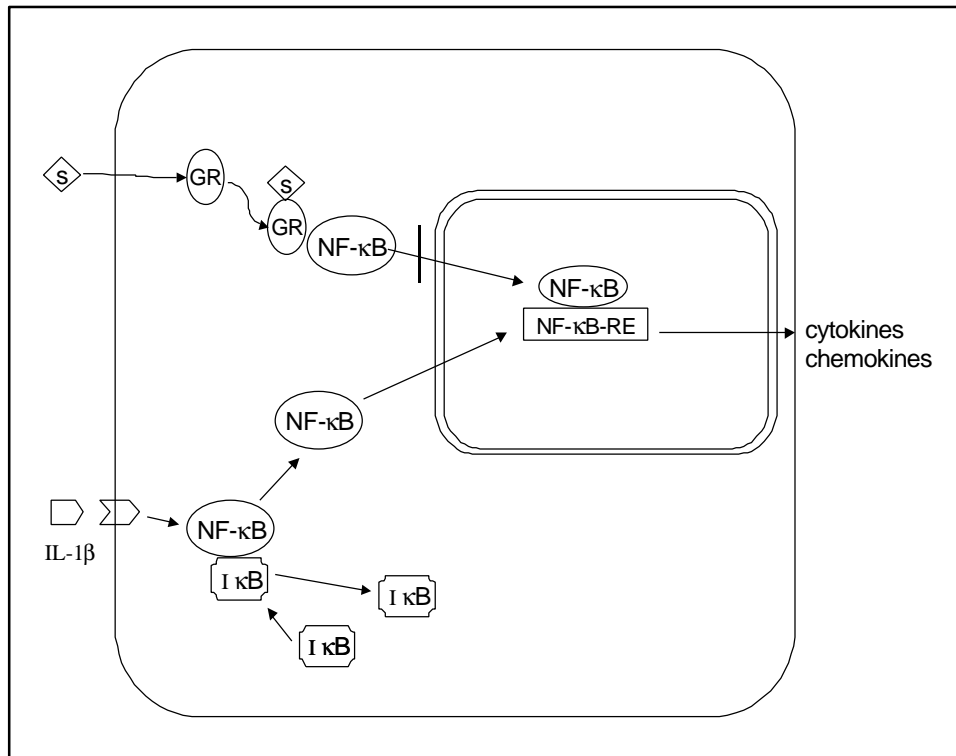 S
GR
S
GR
NF-κB
NF-κB
NF-κB-RE
cytokines
chemokines
NF-κB
NF-κB
IL-1β
I κB
I κB
I κB